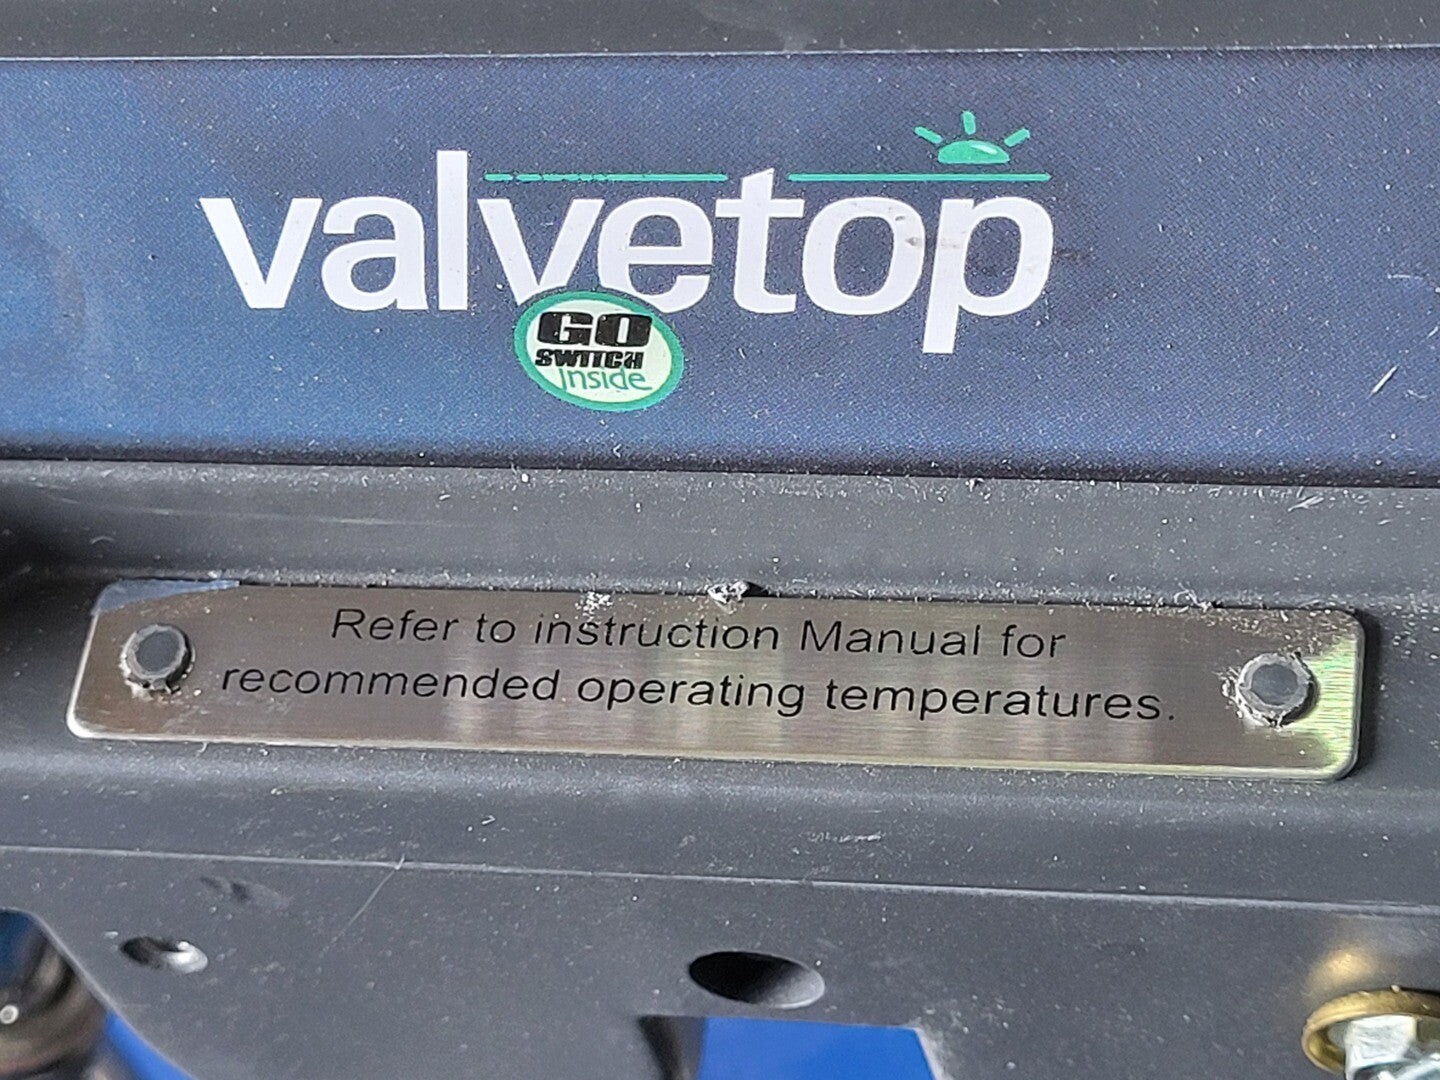 valvetop
GO
SWITCH
Inside
Refer to instruction Manual for
recommended operating temperatures.